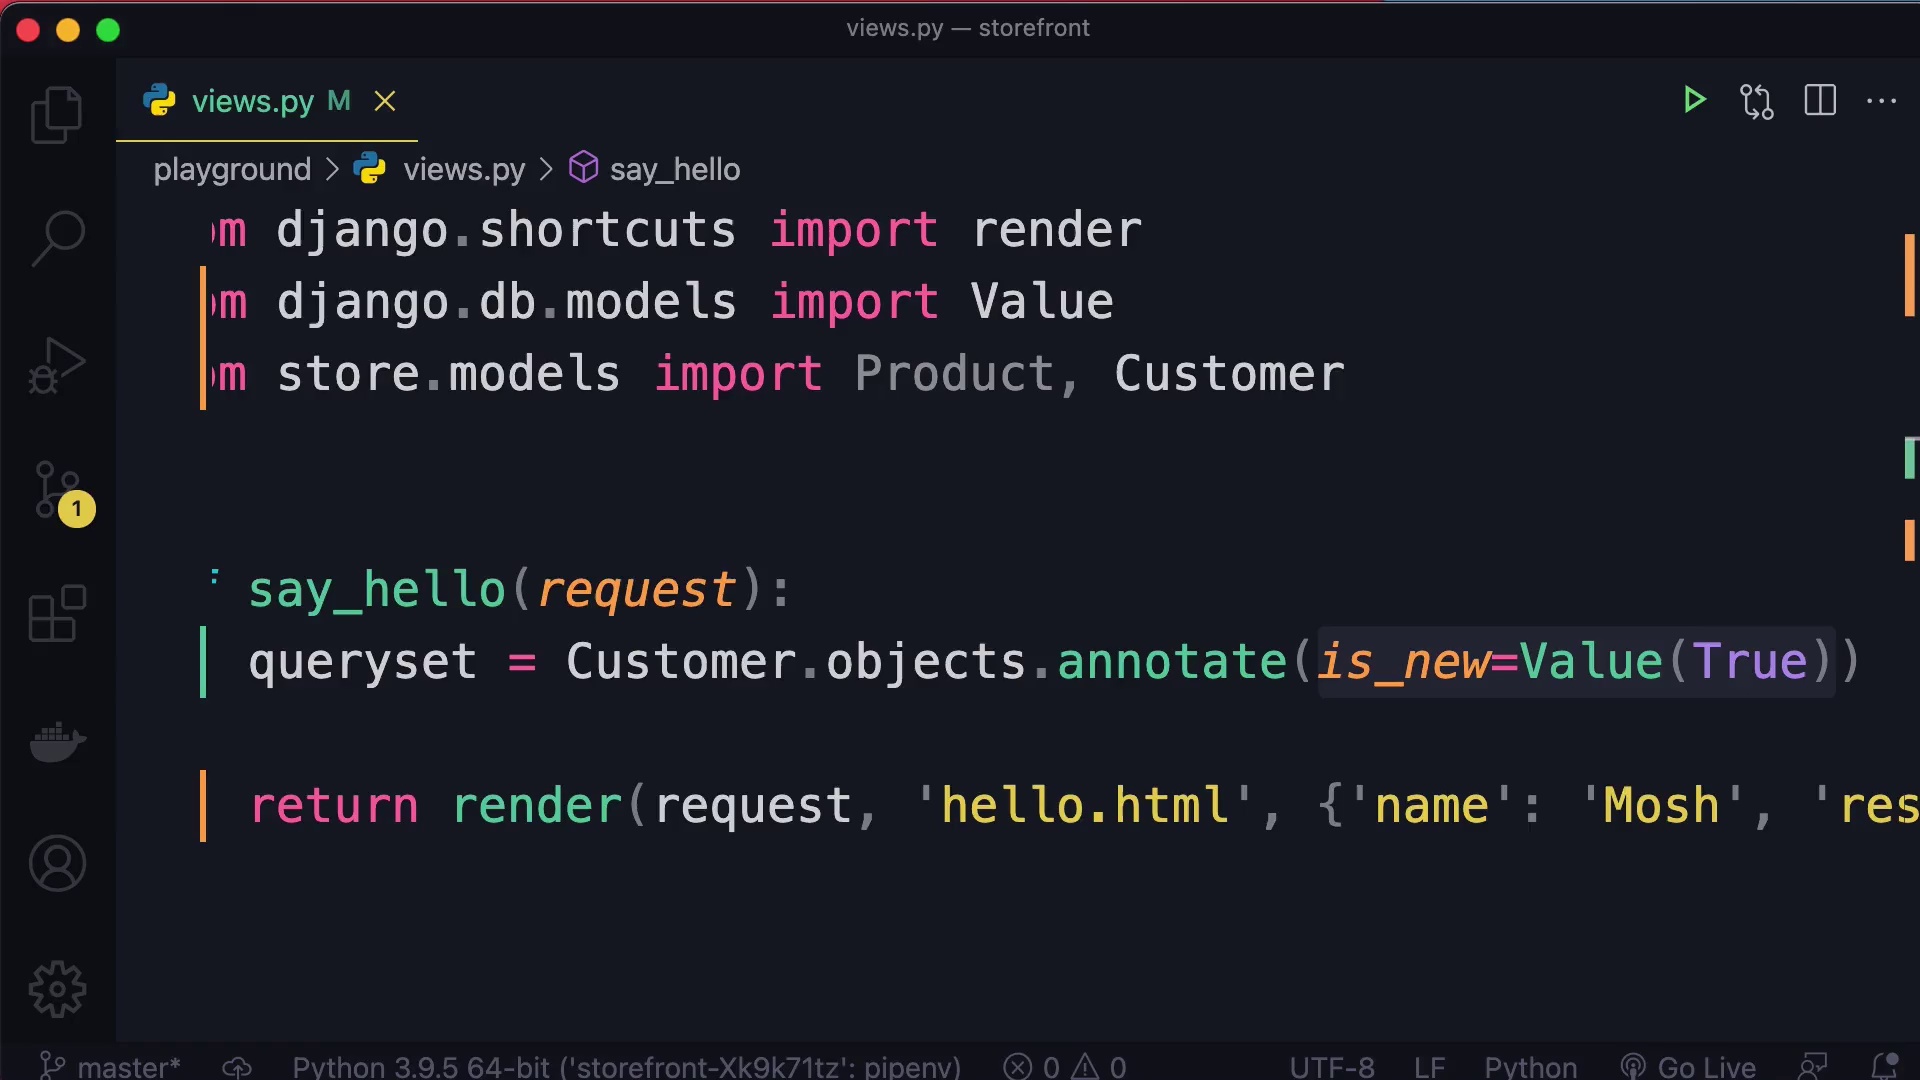 views.py — storefront
views.py M
playground > views.py > say_hello
om django.shortcuts import render
om django.db.models import Value
om store.models import Product, Customer
say_hello(request):
queryset = Customer.objects.annotate(is_new=Value(True))
return render(request, 'hello.html', {'name': 'Mosh', 'res
1
master*
Python 3.9.5 64-bit ('storefront-Xk9k71tz': pipenv)
0
0
UTF-8
LF
Python
Go Live